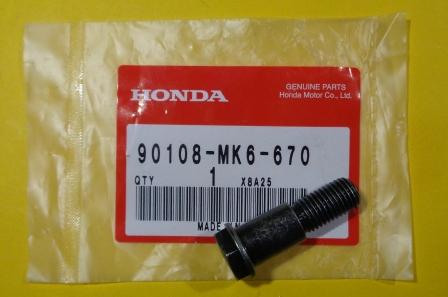 HONDA
GENUINE PARTS
Honda Motor Co., Ltd.
90108-MK6-670
QTY 1 X8A25
MADE